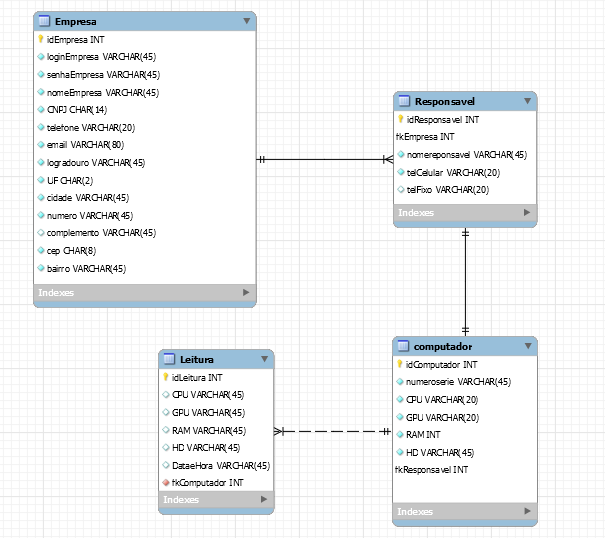 Empresa
idEmpresa INT
loginEmpresa VARCHAR(45)
senhaEmpresa VARCHAR(45)
nomeEmpresa VARCHAR(45)
CNPJ CHAR(14)
telefone VARCHAR(20)
email VARCHAR(80)
logradouro VARCHAR(45)
UF CHAR(2)
cidade VARCHAR(45)
numero VARCHAR(45)
complemento VARCHAR(45)
cep CHAR(8)
bairro VARCHAR(45)
Indexes
Responsavel
idResponsavel INT
fkEmpresa INT
nomereponsavel VARCHAR(45)
telCelular VARCHAR(20)
telFixo VARCHAR(20)
Indexes
Leitura
idLeitura INT
CPU VARCHAR(45)
GPU VARCHAR(45)
RAM VARCHAR(45)
HD VARCHAR(45)
DataeHora VARCHAR(45)
fkComputador INT
Indexes
computador
idComputador INT
numeroserie VARCHAR(45)
CPU VARCHAR(20)
GPU VARCHAR(20)
RAM INT
HD VARCHAR(45)
fkResponsavel INT
Indexes